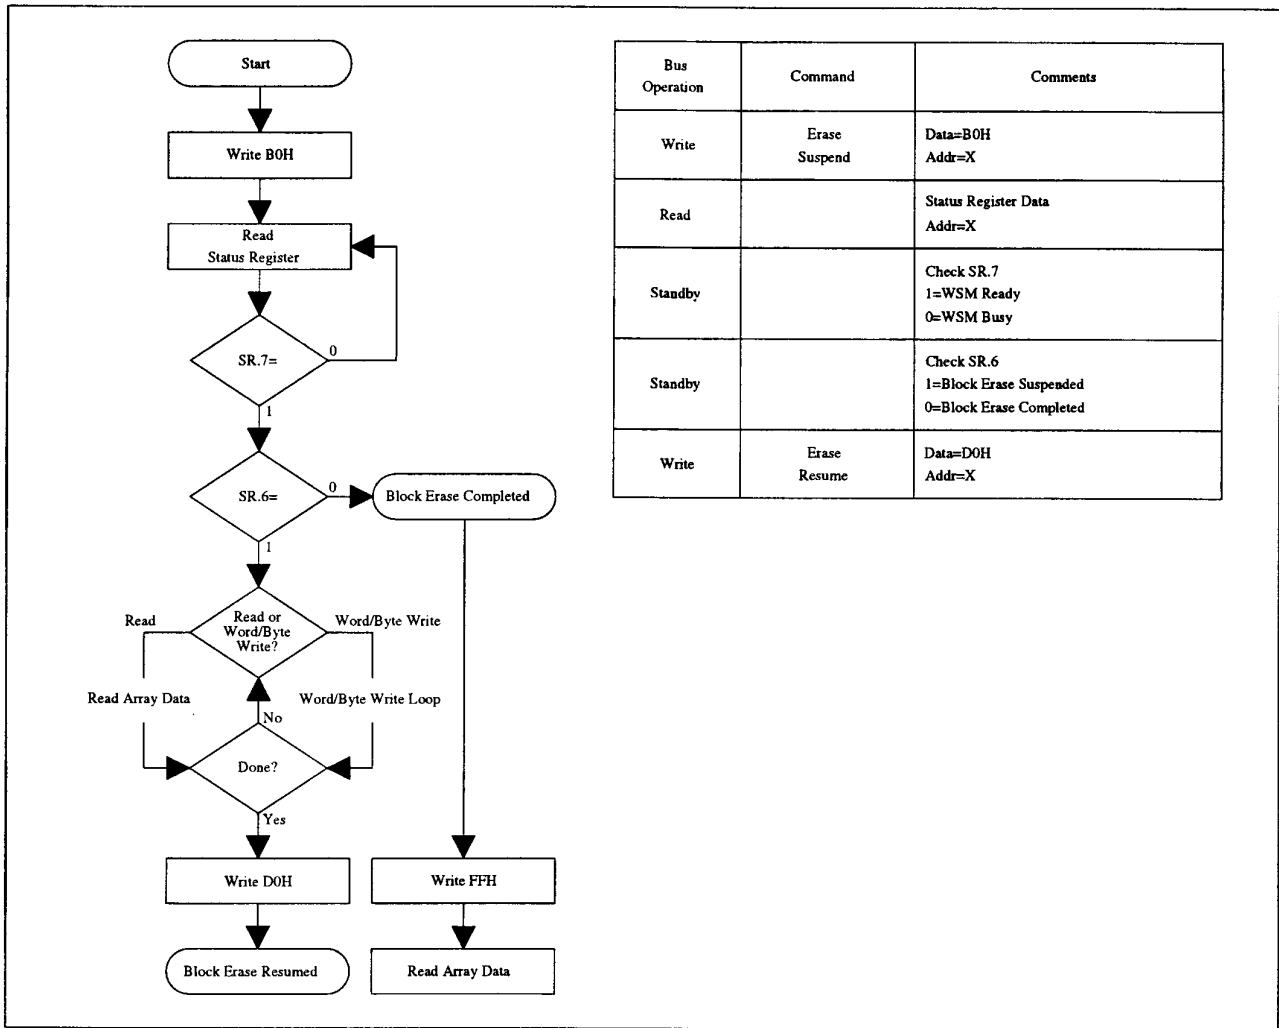 Start
Write B0H
Read
Status Register
SR.7=
0
1
SR.6=
0
Block Erase Completed
1
Read
Read or
Word/Byte
Write?
Word/Byte Write
Read Array Data
Word/Byte Write Loop
No
Done?
Yes
Write D0H
Write FFH
Block Erase Resumed
Read Array Data
Bus
Operation
Command
Comments
Write
Erase
Suspend
Data=B0H
Addr=X
Read
Status Register Data
Addr=X
Standby
Check SR.7
1=WSM Ready
0=WSM Busy
Standby
Check SR.6
1=Block Erase Suspended
0=Block Erase Completed
Write
Erase
Resume
Data=D0H
Addr=X